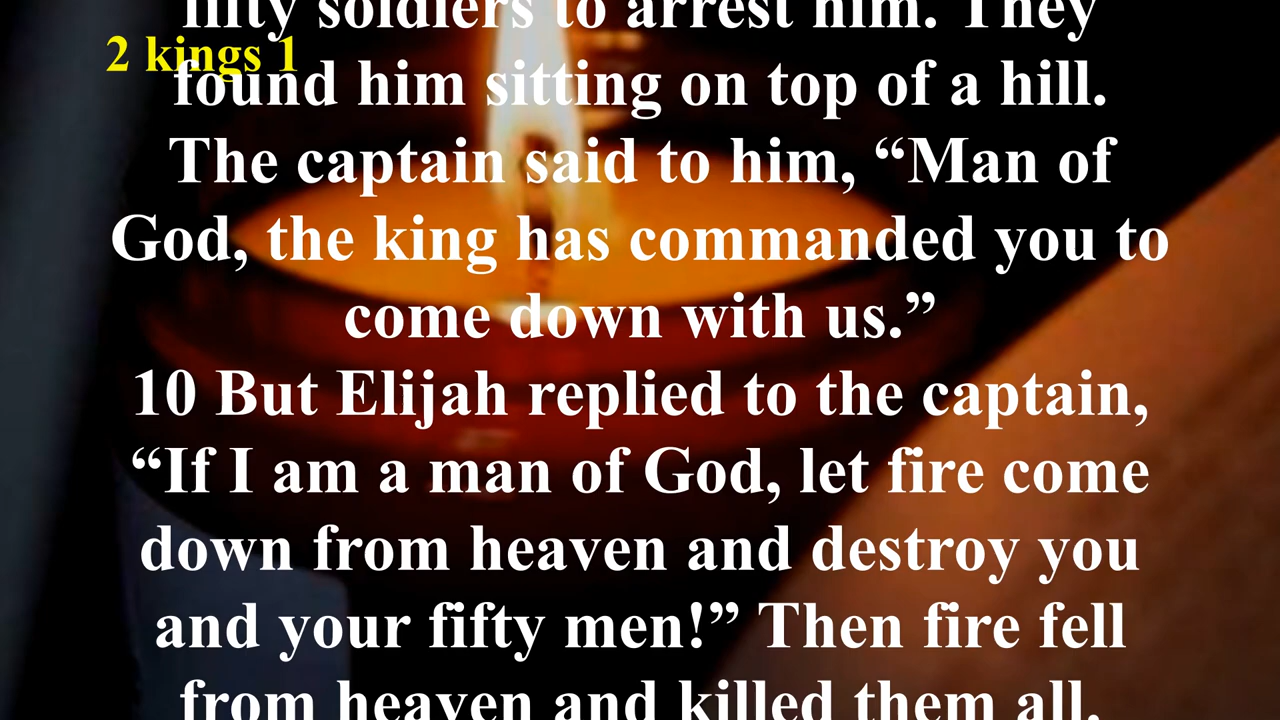 fifty soldiers to arrest him. They
2 kings 1
found him sitting on top of a hill.
The captain said to him, “Man of
God, the king has commanded you to
come down with us.”
10 But Elijah replied to the captain,
“If I am a man of God, let fire come
down from heaven and destroy you
and your fifty men!” Then fire fell
from heaven and killed them all.